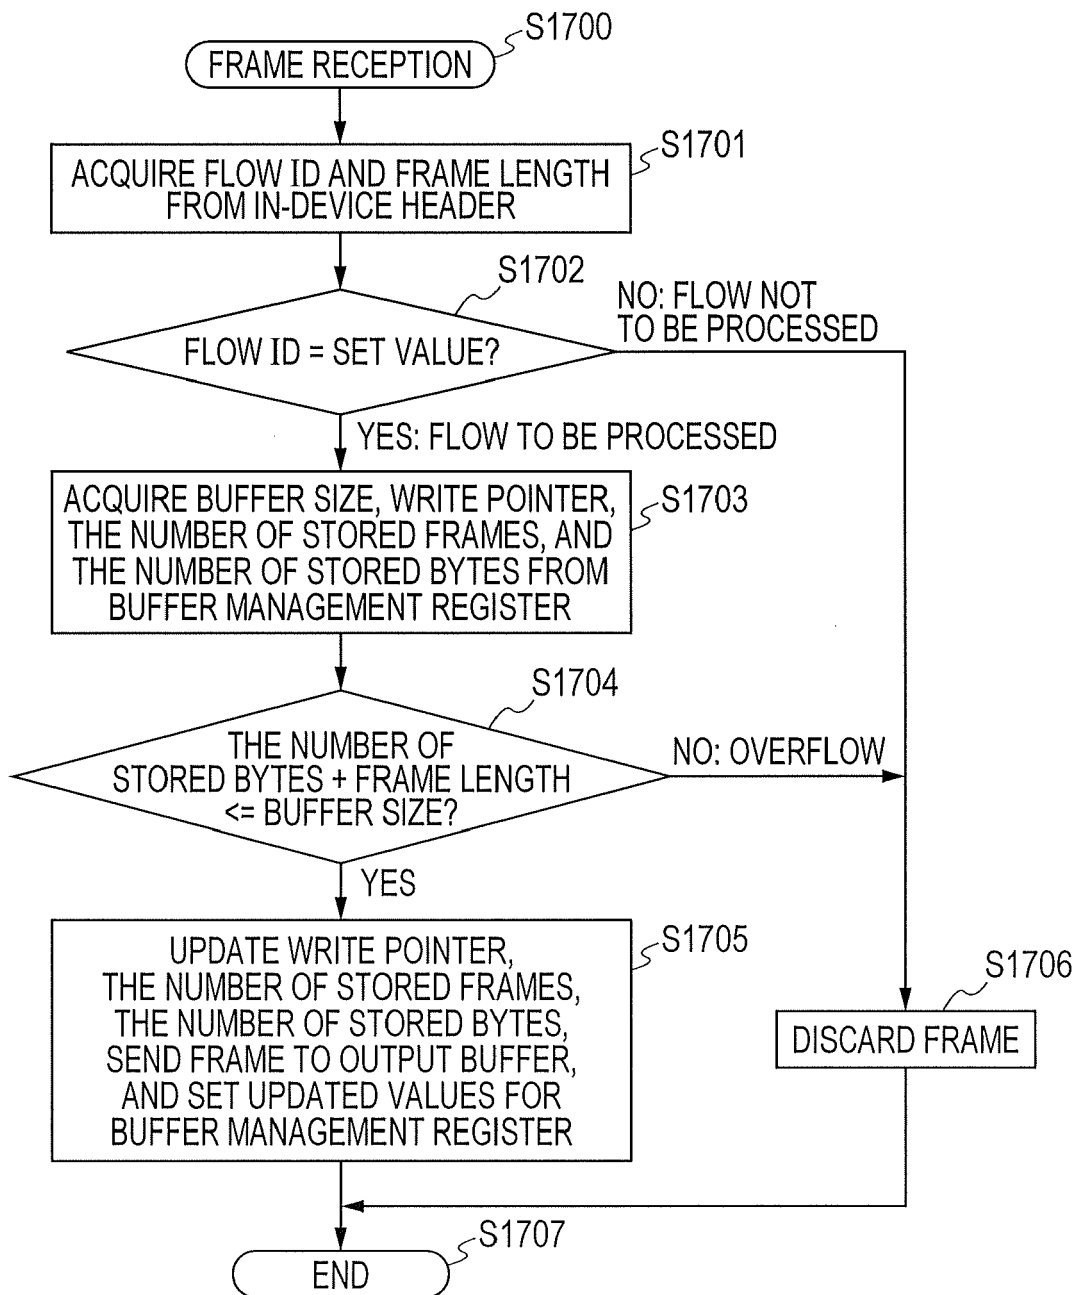 S1700
FRAME RECEPTION
S1701
ACQUIRE FLOW ID AND FRAME LENGTH
FROM IN-DEVICE HEADER
S1702
NO: FLOW NOT
TO BE PROCESSED
FLOW ID = SET VALUE?
YES: FLOW TO BE PROCESSED
S1703
ACQUIRE BUFFER SIZE, WRITE POINTER,
THE NUMBER OF STORED FRAMES, AND
THE NUMBER OF STORED BYTES FROM
BUFFER MANAGEMENT REGISTER
S1704
THE NUMBER OF
STORED BYTES + FRAME LENGTH
<= BUFFER SIZE?
NO: OVERFLOW
YES
S1705
UPDATE WRITE POINTER,
THE NUMBER OF STORED FRAMES,
THE NUMBER OF STORED BYTES,
SEND FRAME TO OUTPUT BUFFER,
AND SET UPDATED VALUES FOR
BUFFER MANAGEMENT REGISTER
S1706
DISCARD FRAME
S1707
END